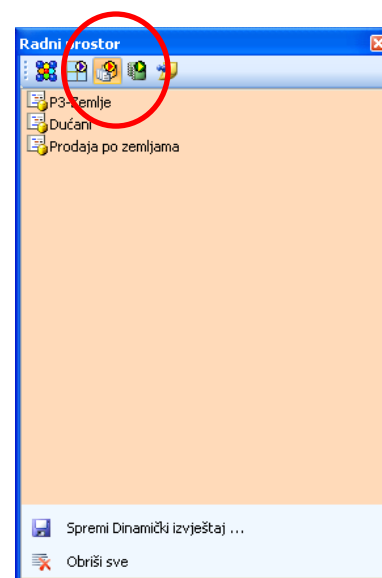 Radni prostor
P3-Zemlje
Dućani
Prodaja po zemljama
Spremi Dinamički izvještaj ...
Obriši sve